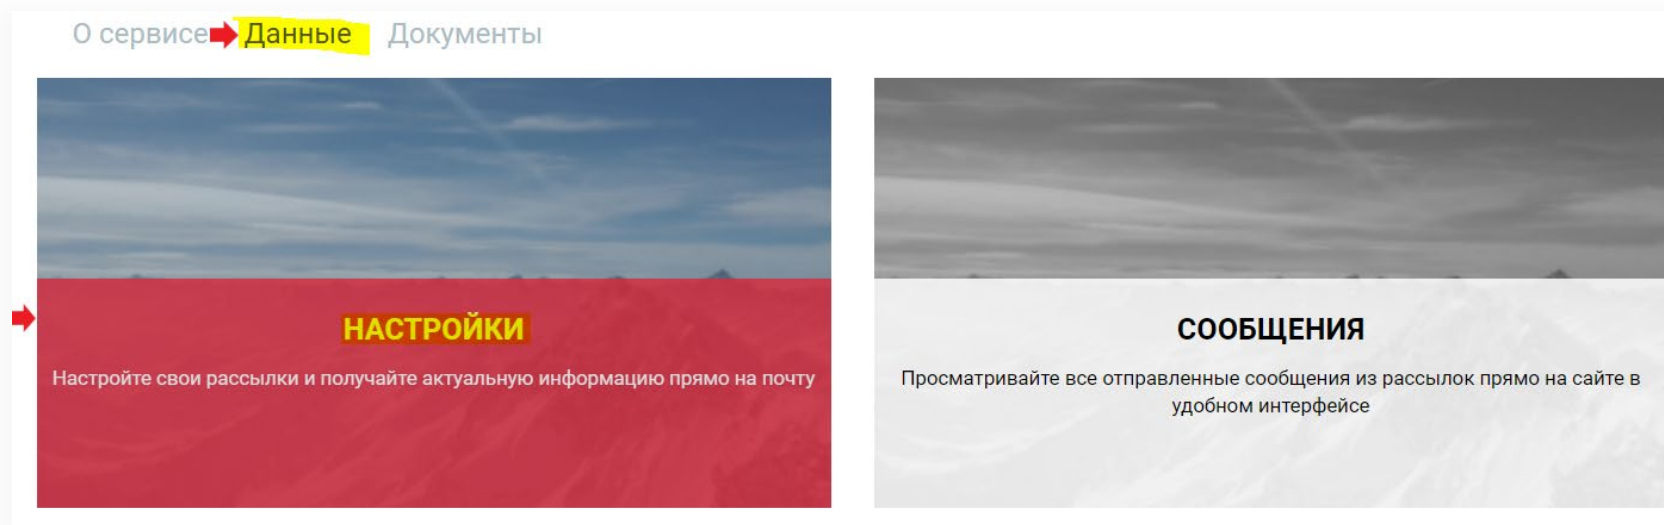 О сервисе Данные Документы
НАСТРОЙКИ
Настройте свои рассылки и получайте актуальную информацию прямо на почту
СООБЩЕНИЯ
Просматривайте все отправленные сообщения из рассылок прямо на сайте в
удобном интерфейсе